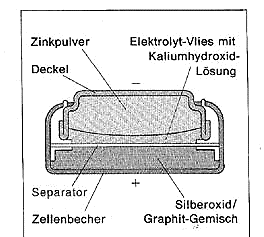 Zinkpulver
Deckel
Elektrolyt-Vlies mit
Kaliumhydroxid-
Lösung
−
+
Separator
Zellenbecher
Silberoxid/
Graphit-Gemisch